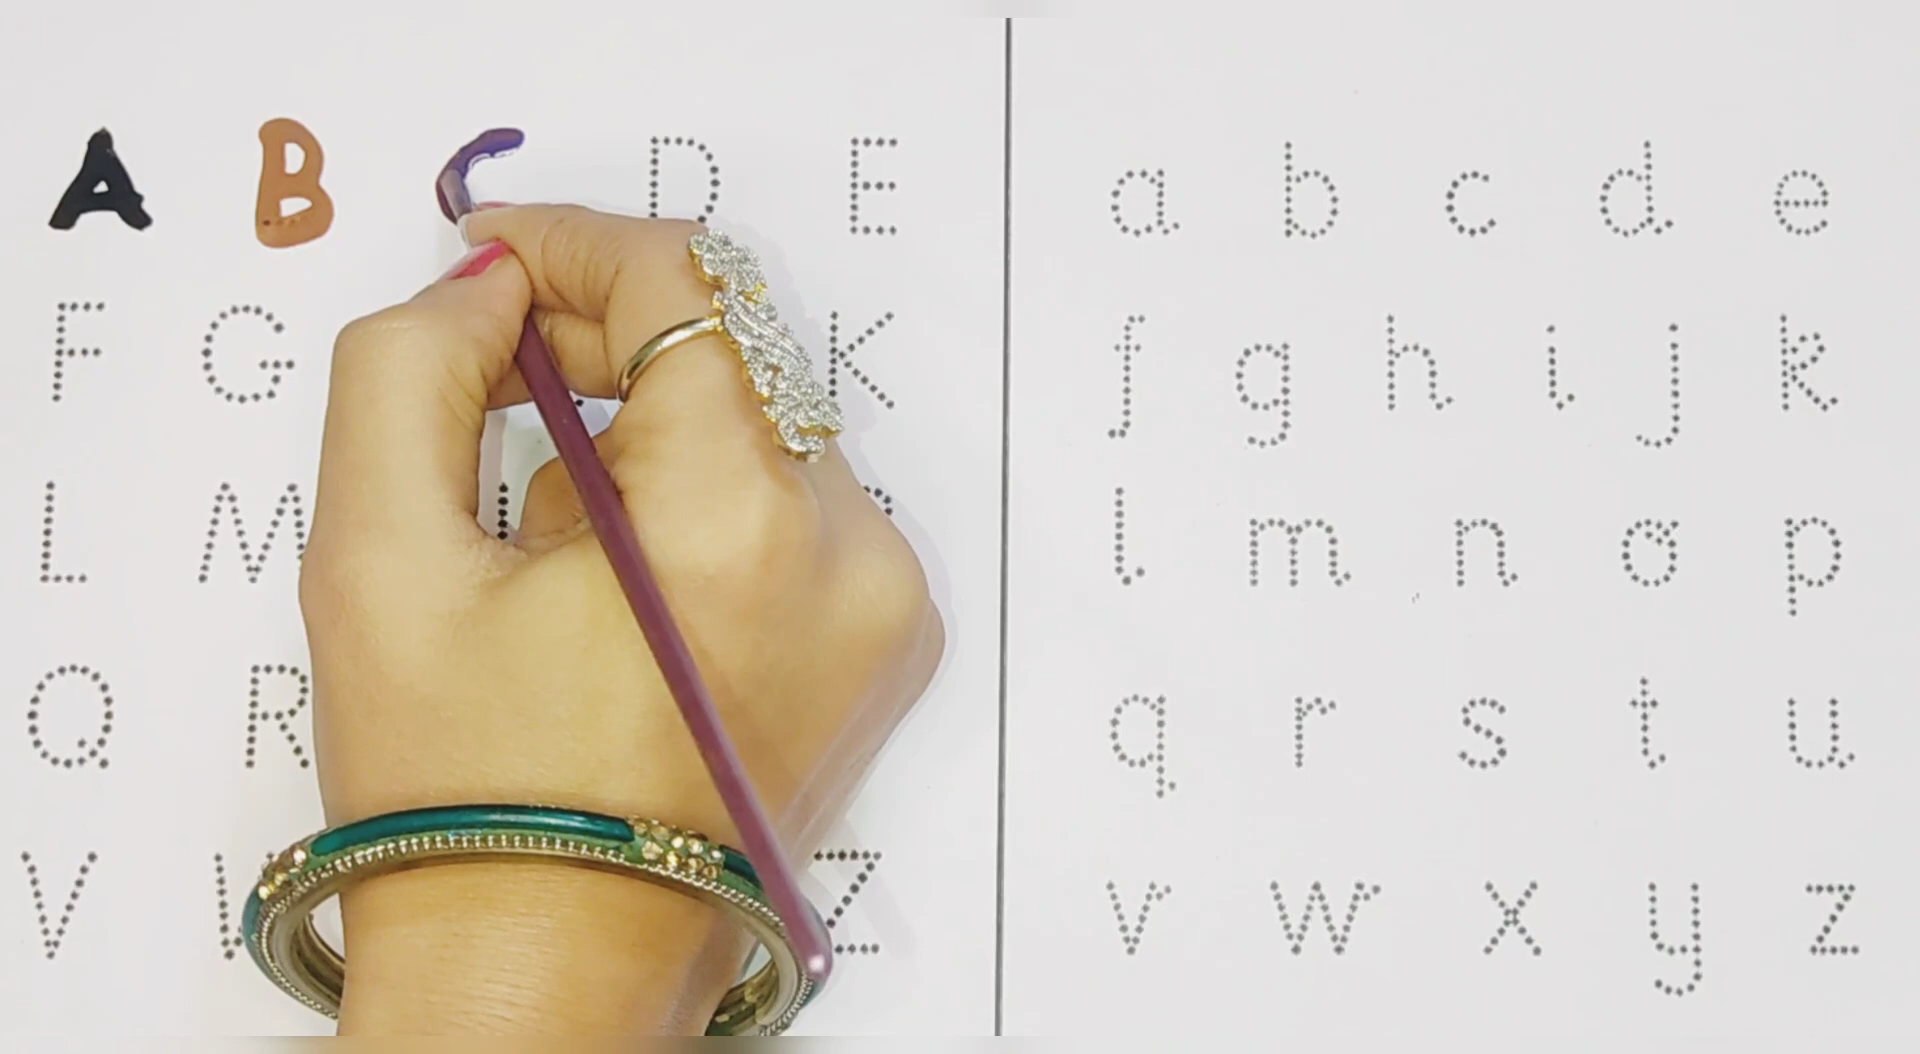 A B C D E
F G K
L M
Q R
V Z
a b c d e
f g h i j k
l m n o p
q r s t u
v w x y z